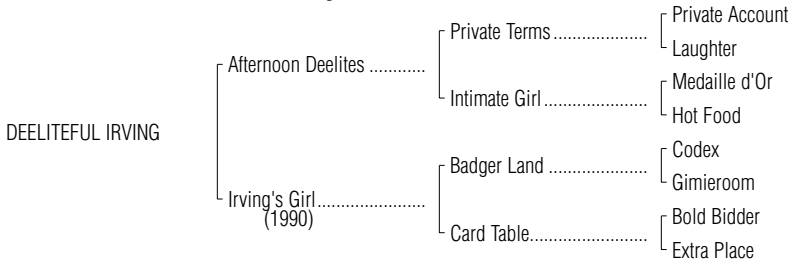 Private Account
Private Terms.....................
Laughter
Afternoon Deelites ............
Medaille d'Or
Intimate Girl.......................
Hot Food
DEELITEFUL IRVING
Codex
Badger Land ......................
Gimieroom
Irving's Girl........................
(1990)
Bold Bidder
Card Table..........................
Extra Place